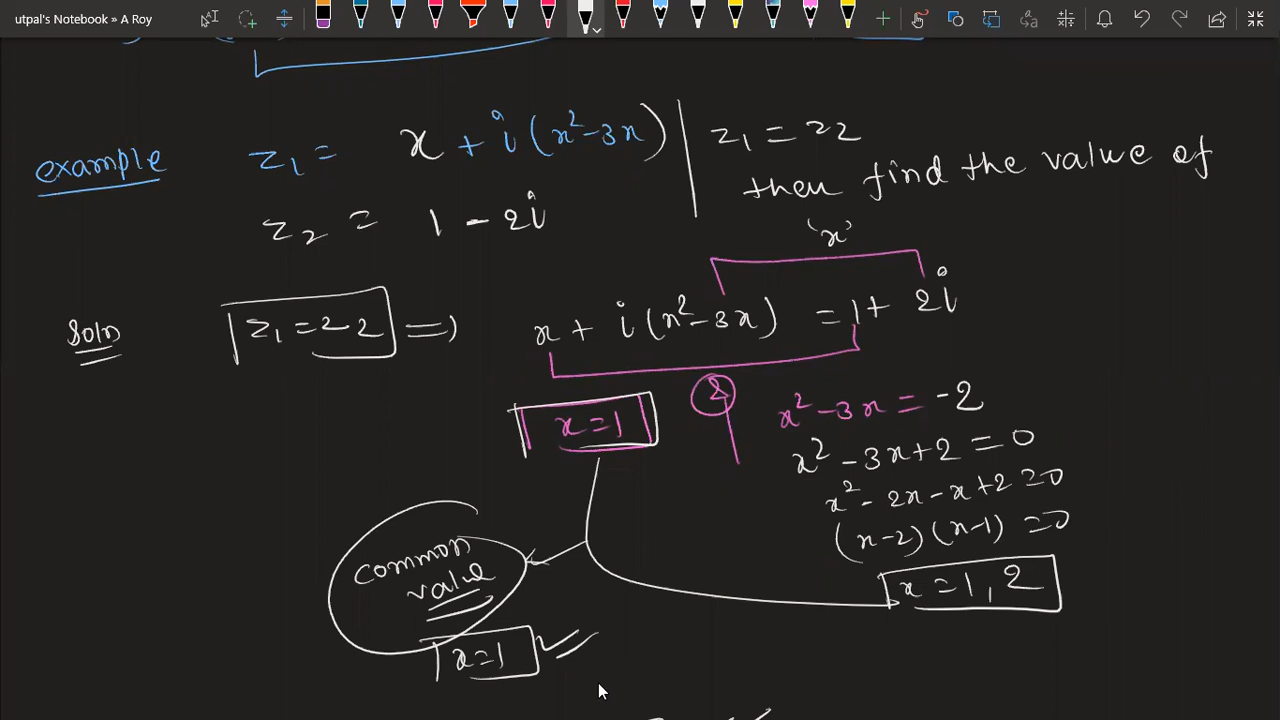 utpal's Notebook » A Roy
example z₁ = x + i(x²-3x) | z₁ = z2
then find the value of
z₂ = 1 - 2i
'x'
Soln z₁ = z2 => x + i(x²-3x) = 1 + 2i
x=1 & x²-3x = -2
x²-3x+2=0
x²-2x-x+2=0
(x-2)(x-1)=0
x=1,2
common
value
x=1